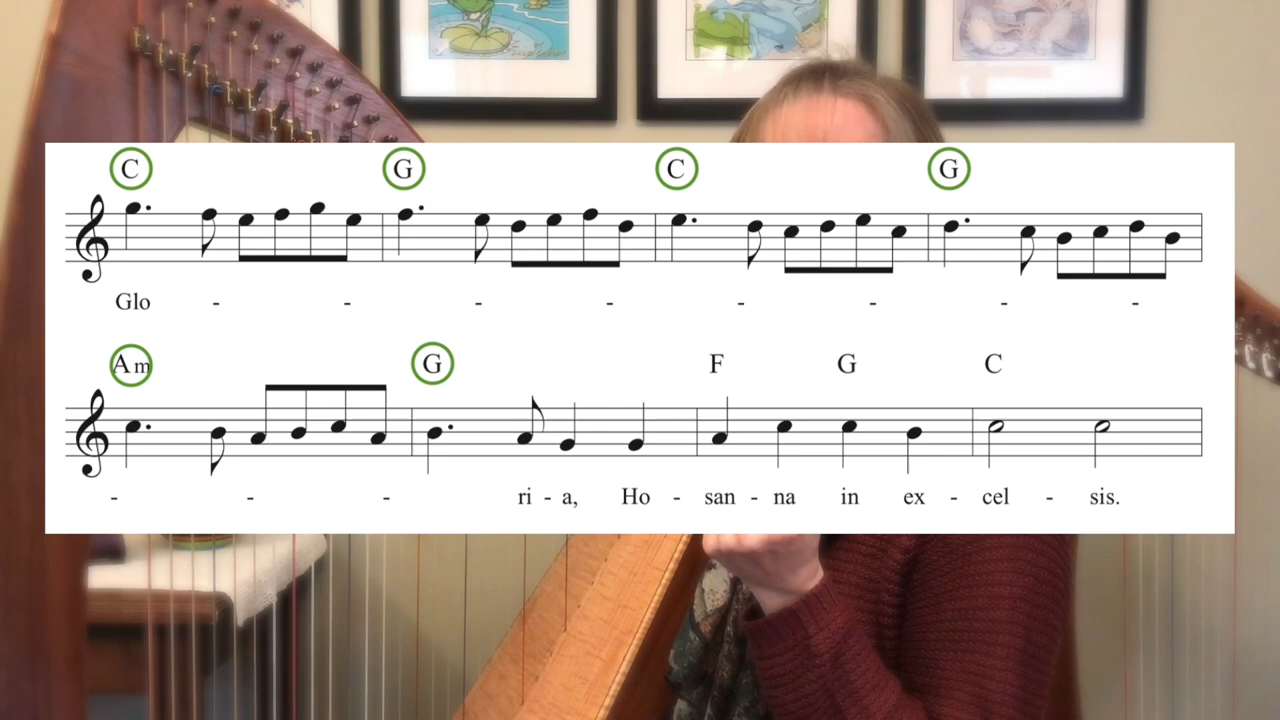 C G C G
Glo - - - - - - - -
Am G F G C
- - - ri - a, Ho - san - na in ex - cel - sis.